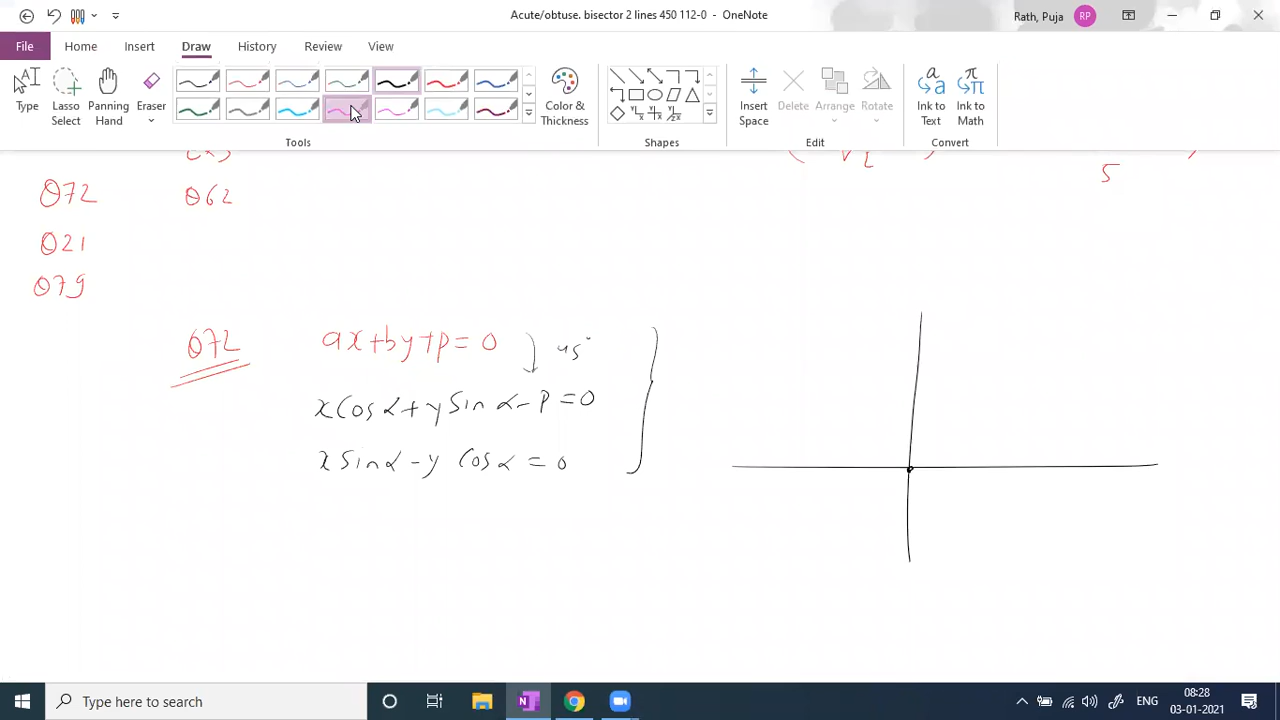 Acute/obtuse. bisector 2 lines 450 112-0 - OneNote
Rath, Puja RP
File Home Insert Draw History Review View
Type Lasso Select Panning Hand Eraser Color & Thickness Insert Space Delete Arrange Rotate Ink to Text Ink to Math
Tools Shapes Edit Convert
5
Q72 Q62
Q21
Q79
Q72 ax+by+p=0 45°
x Cos α + y Sin α - p = 0
x Sin α - y Cos α = 0
Type here to search
ENG 08:28
03-01-2021